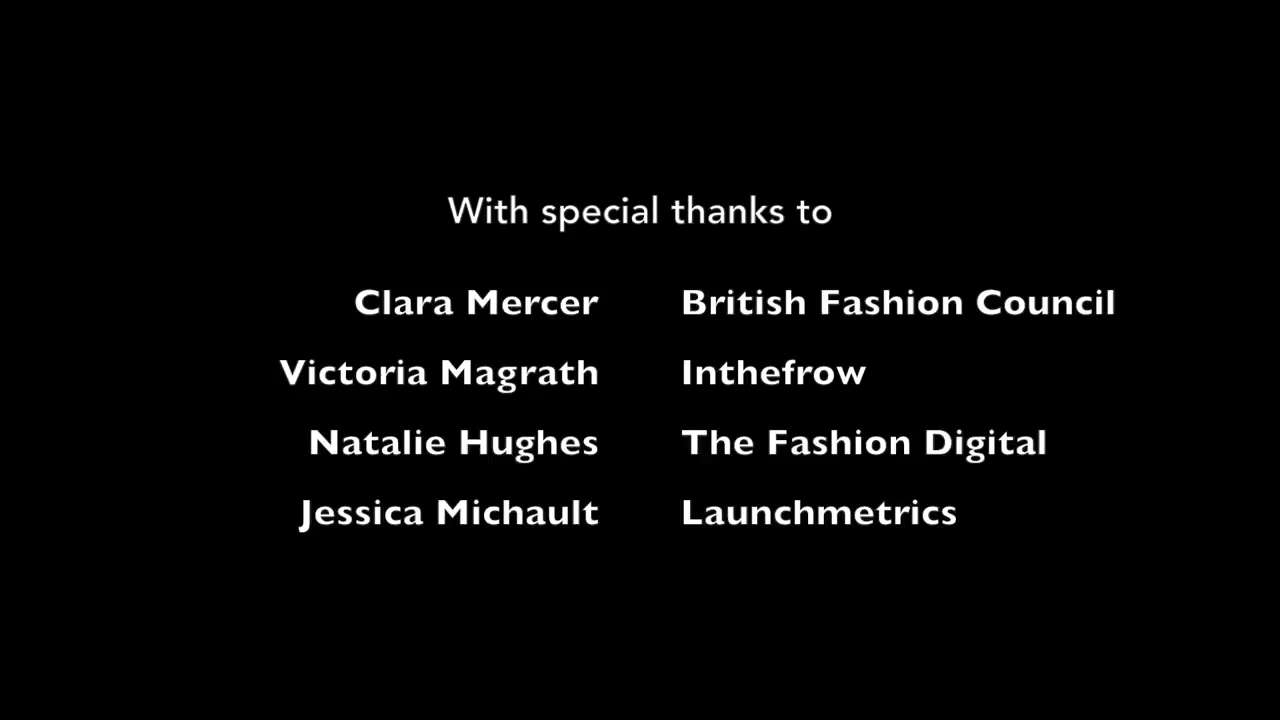 With special thanks to
Clara Mercer British Fashion Council
Victoria Magrath Inthefrow
Natalie Hughes The Fashion Digital
Jessica Michault Launchmetrics